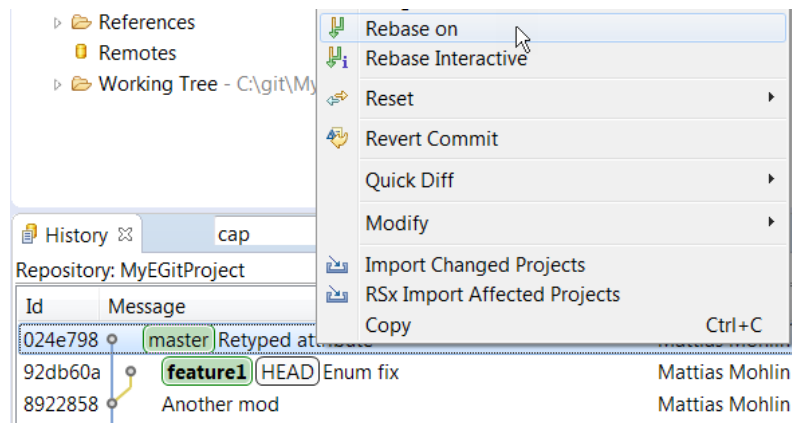 References
Remotes
Working Tree - C:\git\My
Rebase on
Rebase Interactive
Reset
Revert Commit
Quick Diff
Modify
Import Changed Projects
RSx Import Affected Projects
Copy Ctrl+C
History cap
Repository: MyEGitProject
Id Message
024e798 master Retyped attribute Mattias Mohlin
92db60a feature1 HEAD Enum fix Mattias Mohlin
8922858 Another mod Mattias Mohlin